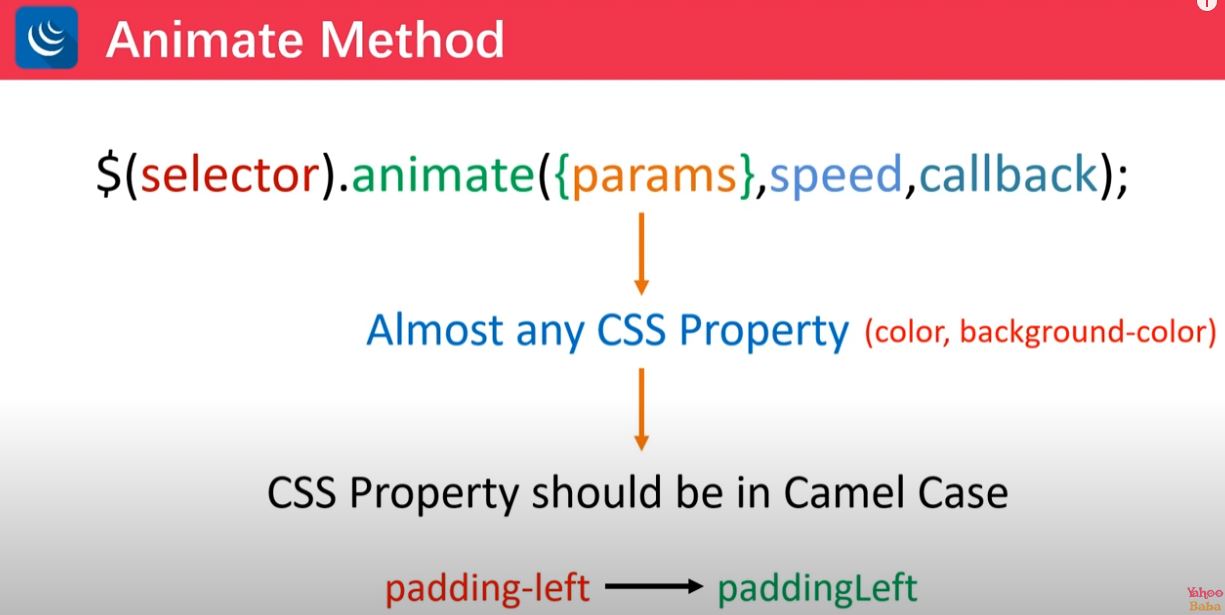 Animate Method
$(selector).animate({params},speed,callback);
Almost any CSS Property (color, background-color)
CSS Property should be in Camel Case
padding-left paddingLeft
Yahoo
Baba